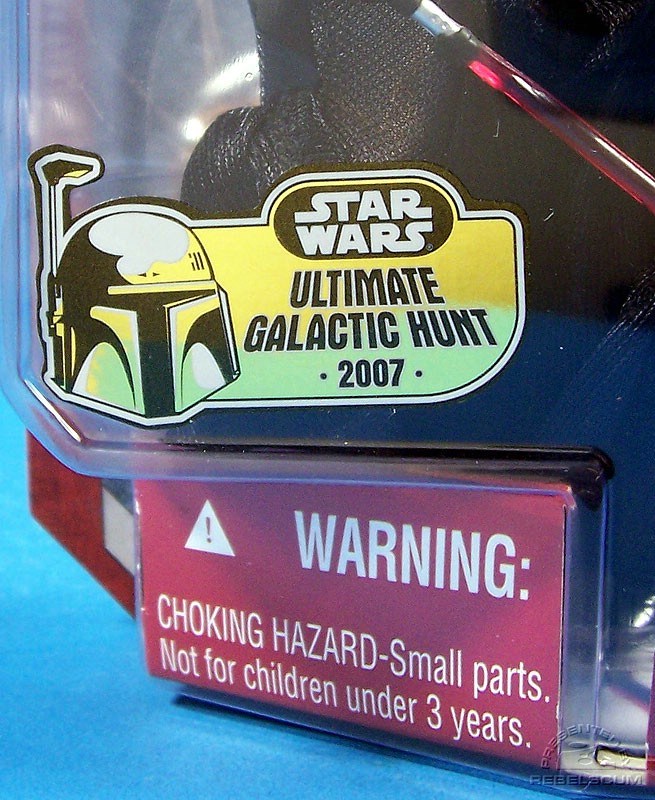 STAR
WARS®
ULTIMATE
GALACTIC HUNT
· 2007 ·
WARNING:
CHOKING HAZARD-Small parts.
Not for children under 3 years.
REBELSCUM